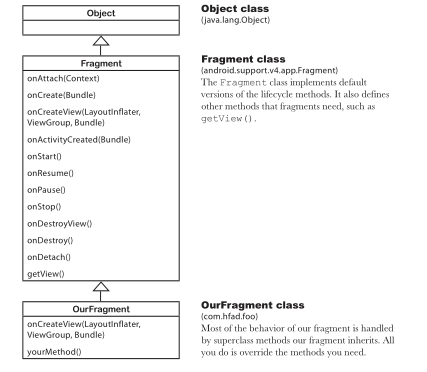 Object
Object class
(java.lang.Object)
Fragment
onAttach(Context)
onCreate(Bundle)
onCreateView(LayoutInflater,
ViewGroup, Bundle)
onActivityCreated(Bundle)
onStart()
onResume()
onPause()
onStop()
onDestroyView()
onDestroy()
onDetach()
getView()
Fragment class
(android.support.v4.app.Fragment)
The Fragment class implements default
versions of the lifecycle methods. It also defines
other methods that fragments need, such as
getView().
OurFragment
onCreateView(LayoutInflater,
ViewGroup, Bundle)
yourMethod()
OurFragment class
(com.hfad.foo)
Most of the behavior of our fragment is handled
by superclass methods our fragment inherits. All
you do is override the methods you need.